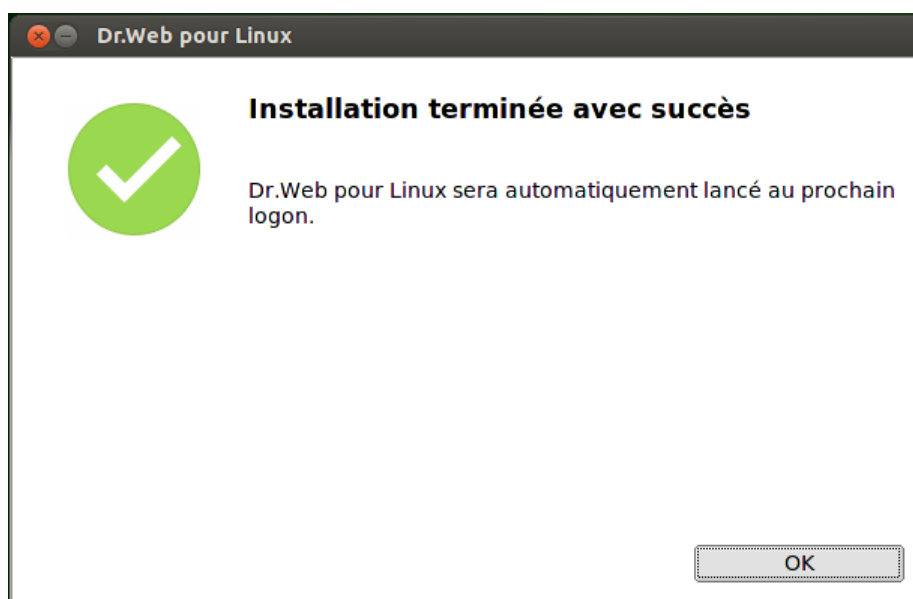 Dr.Web pour Linux
Installation terminée avec succès
Dr.Web pour Linux sera automatiquement lancé au prochain
logon.
OK